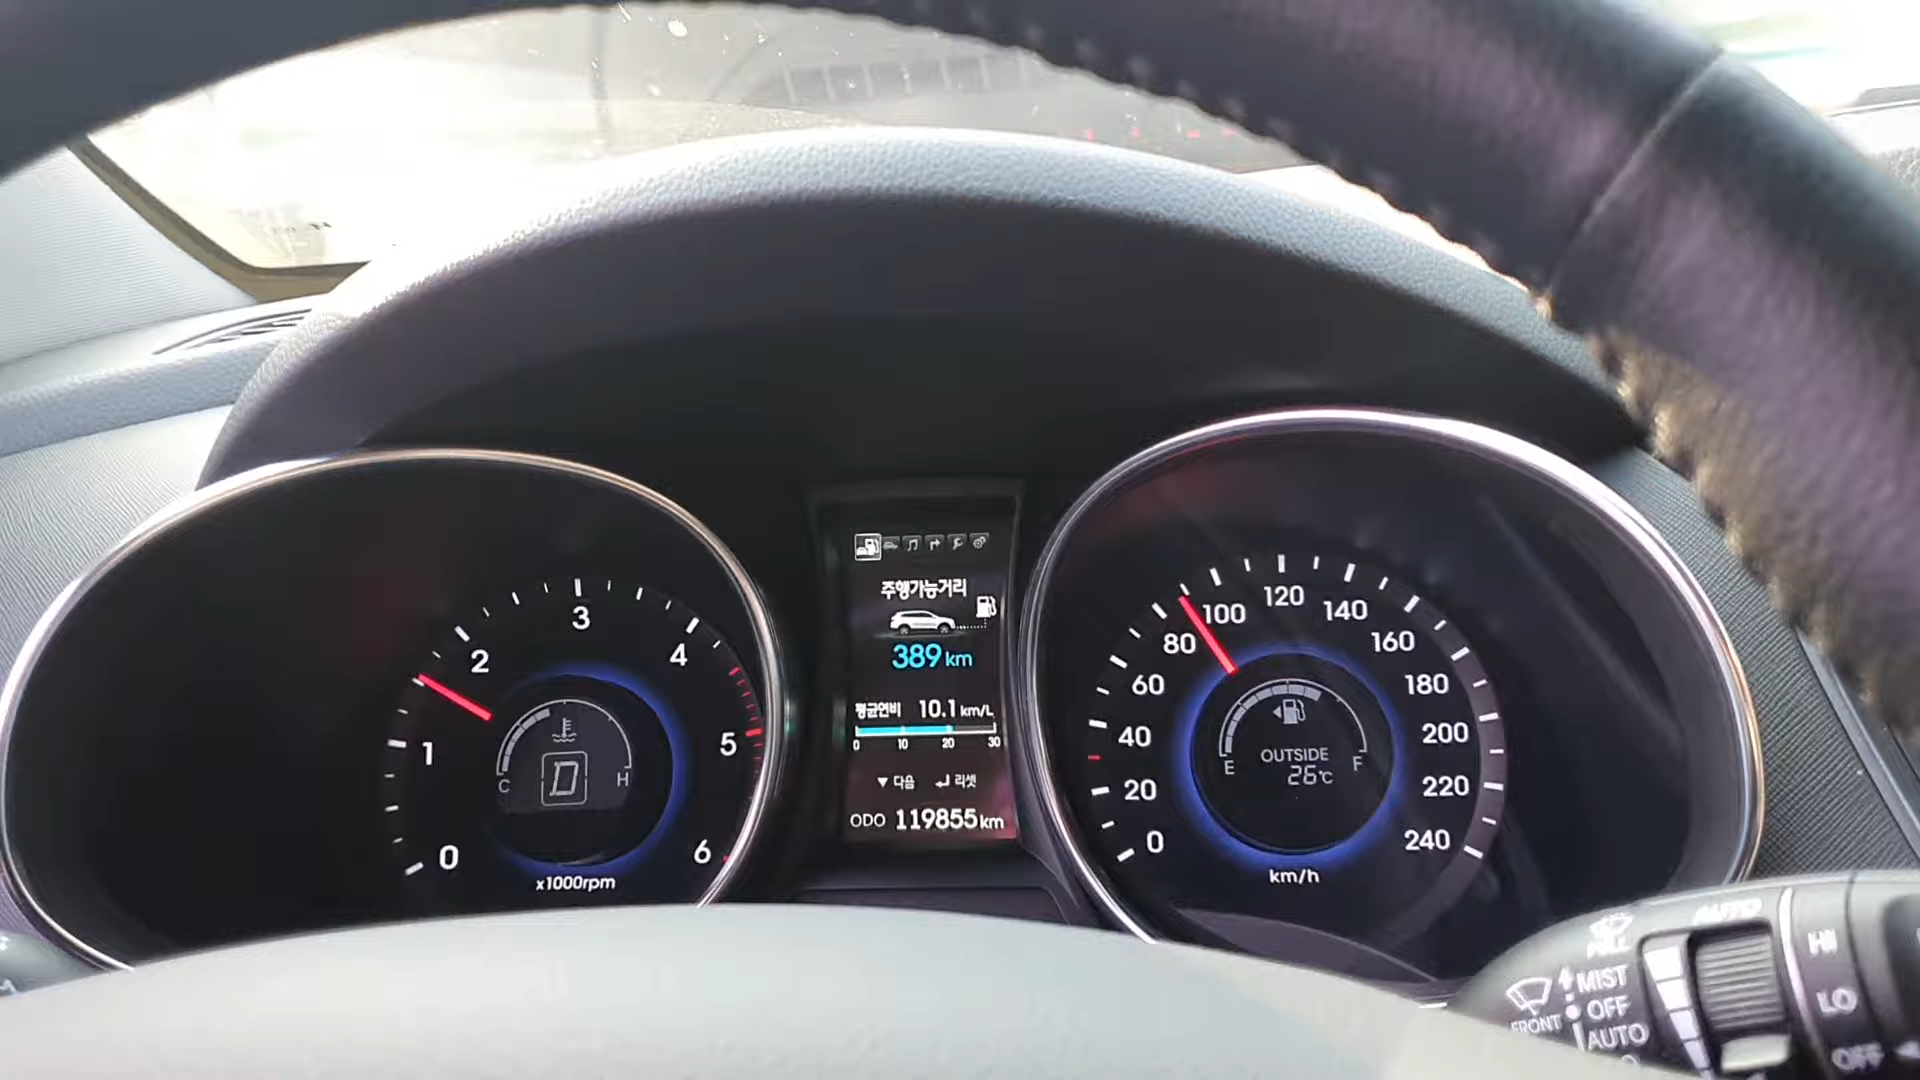 주행가능거리
389 km
평균연비 10.1 km/L
0 10 20 30
▼ 다음 ↲ 리셋
ODO 119855 km
0 1 2 3 4 5 6
x1000rpm
C H
D
0 20 40 60 80 100 120 140 160 180 200 220 240
km/h
E F
OUTSIDE
26℃
AUTO
MIST
OFF
AUTO
FRONT
HI
LO
OFF